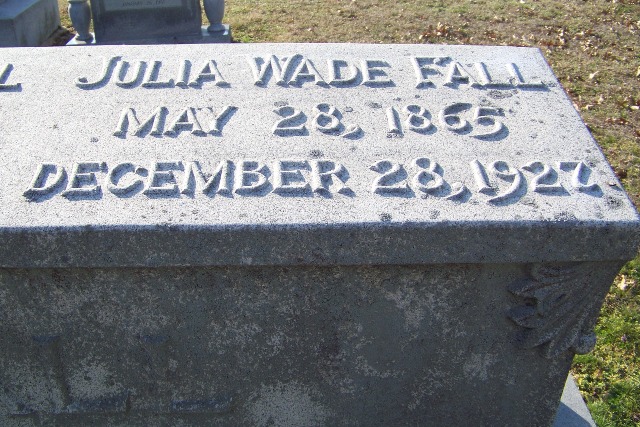 JULIA WADE FALL
MAY 28, 1865
DECEMBER 28, 1927